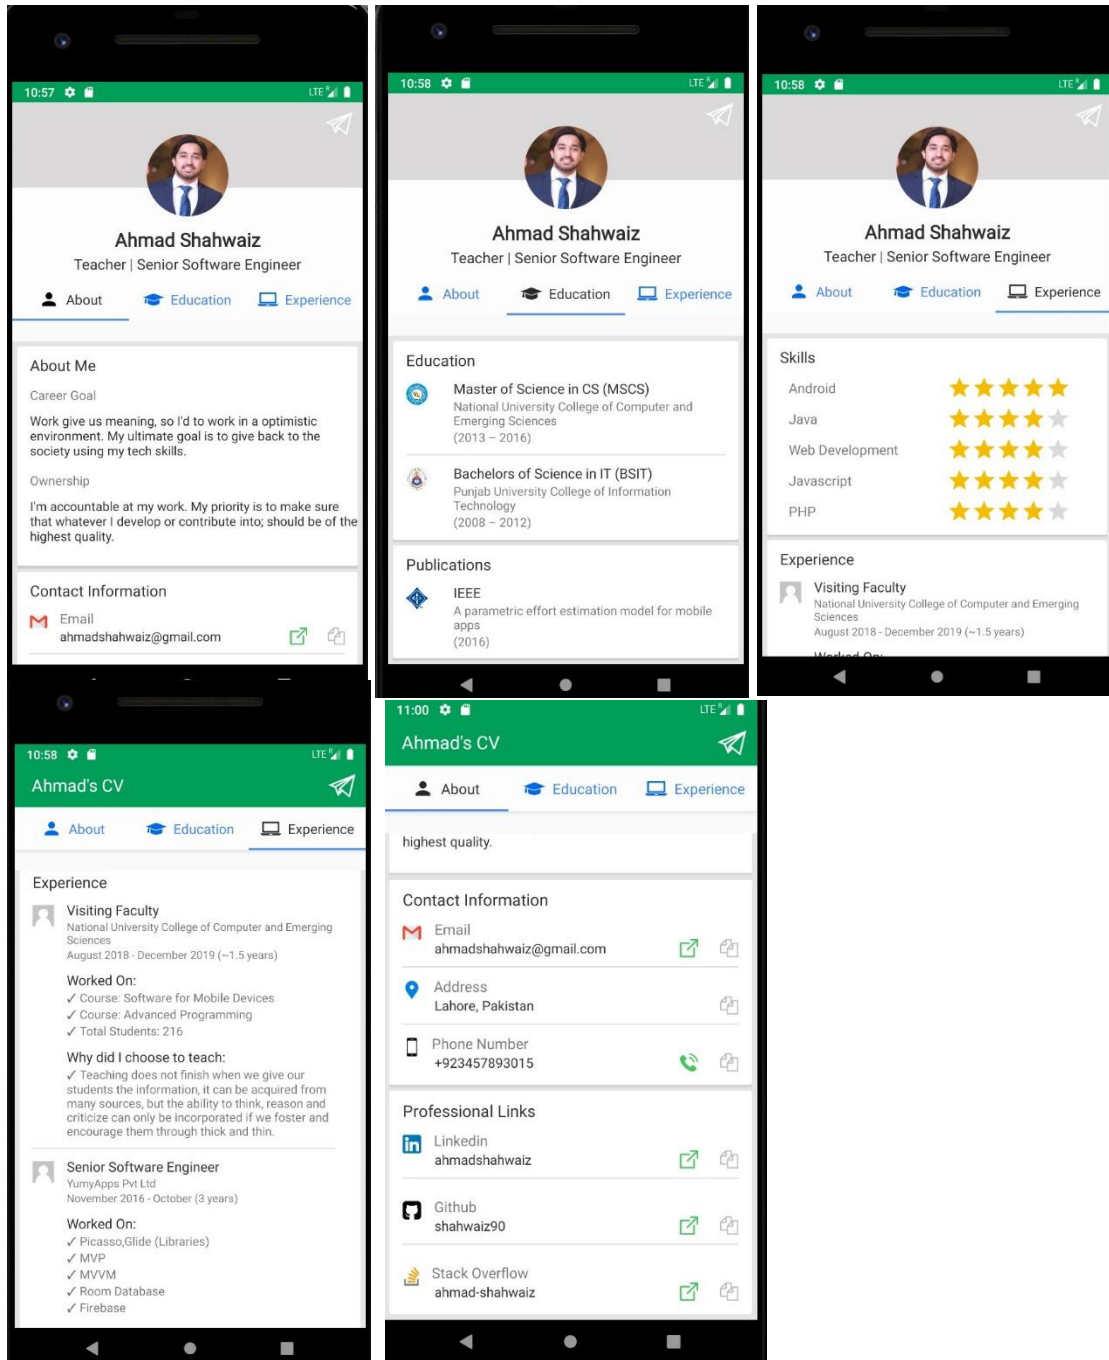 10:57 LTE R
Ahmad Shahwaiz
Teacher | Senior Software Engineer
About Education Experience
About Me
Career Goal
Work give us meaning, so I'd to work in a optimistic
environment. My ultimate goal is to give back to the
society using my tech skills.
Ownership
I'm accountable at my work. My priority is to make sure
that whatever I develop or contribute into; should be of the
highest quality.
Contact Information
Email
ahmadshahwaiz@gmail.com
10:58 LTE R
Ahmad Shahwaiz
Teacher | Senior Software Engineer
About Education Experience
Education
Master of Science in CS (MSCS)
National University College of Computer and
Emerging Sciences
(2013 – 2016)
Bachelors of Science in IT (BSIT)
Punjab University College of Information
Technology
(2008 – 2012)
Publications
IEEE
A parametric effort estimation model for mobile
apps
(2016)
10:58 LTE R
Ahmad Shahwaiz
Teacher | Senior Software Engineer
About Education Experience
Skills
Android
Java
Web Development
Javascript
PHP
Experience
Visiting Faculty
National University College of Computer and Emerging
Sciences
August 2018 - December 2019 (~1.5 years)
Worked On:
10:58 LTE R
Ahmad's CV
About Education Experience
Experience
Visiting Faculty
National University College of Computer and Emerging
Sciences
August 2018 - December 2019 (~1.5 years)
Worked On:
✓ Course: Software for Mobile Devices
✓ Course: Advanced Programming
✓ Total Students: 216
Why did I choose to teach:
✓ Teaching does not finish when we give our
students the information, it can be acquired from
many sources, but the ability to think, reason and
criticize can only be incorporated if we foster and
encourage them through thick and thin.
Senior Software Engineer
YumyApps Pvt Ltd
November 2016 - October (3 years)
Worked On:
✓ Picasso,Glide (Libraries)
✓ MVP
✓ MVVM
✓ Room Database
✓ Firebase
11:00 LTE R
Ahmad's CV
About Education Experience
highest quality.
Contact Information
Email
ahmadshahwaiz@gmail.com
Address
Lahore, Pakistan
Phone Number
+923457893015
Professional Links
Linkedin
ahmadshahwaiz
Github
shahwaiz90
Stack Overflow
ahmad-shahwaiz